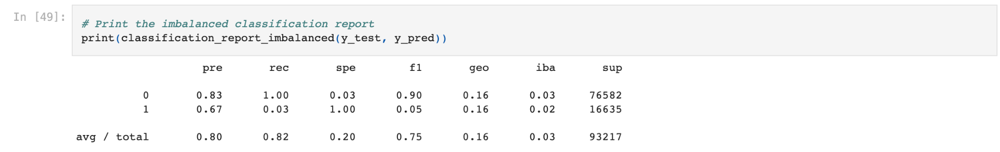 In [49]:
# Print the imbalanced classification report
print(classification_report_imbalanced(y_test, y_pred))
pre rec spe f1 geo iba sup
0 0.83 1.00 0.03 0.90 0.16 0.03 76582
1 0.67 0.03 1.00 0.05 0.16 0.02 16635
avg / total 0.80 0.82 0.20 0.75 0.16 0.03 93217